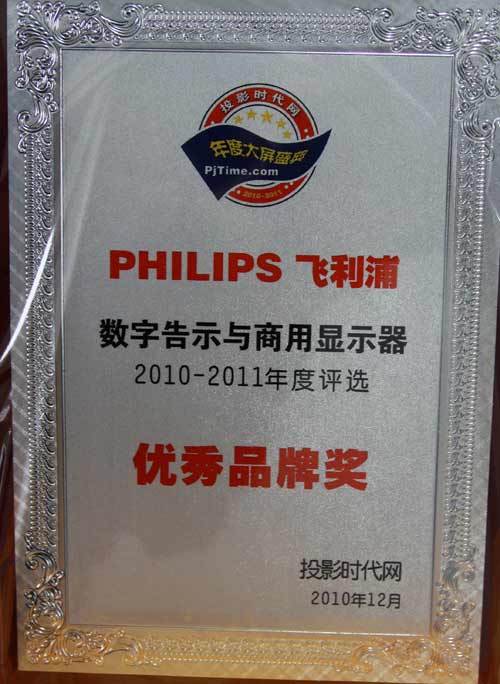 投影时代网
年度大屏盛典
PjTime.com
2010-2011
PHILIPS 飞利浦
数字告示与商用显示器
2010-2011年度评选
优秀品牌奖
投影时代网
2010年12月